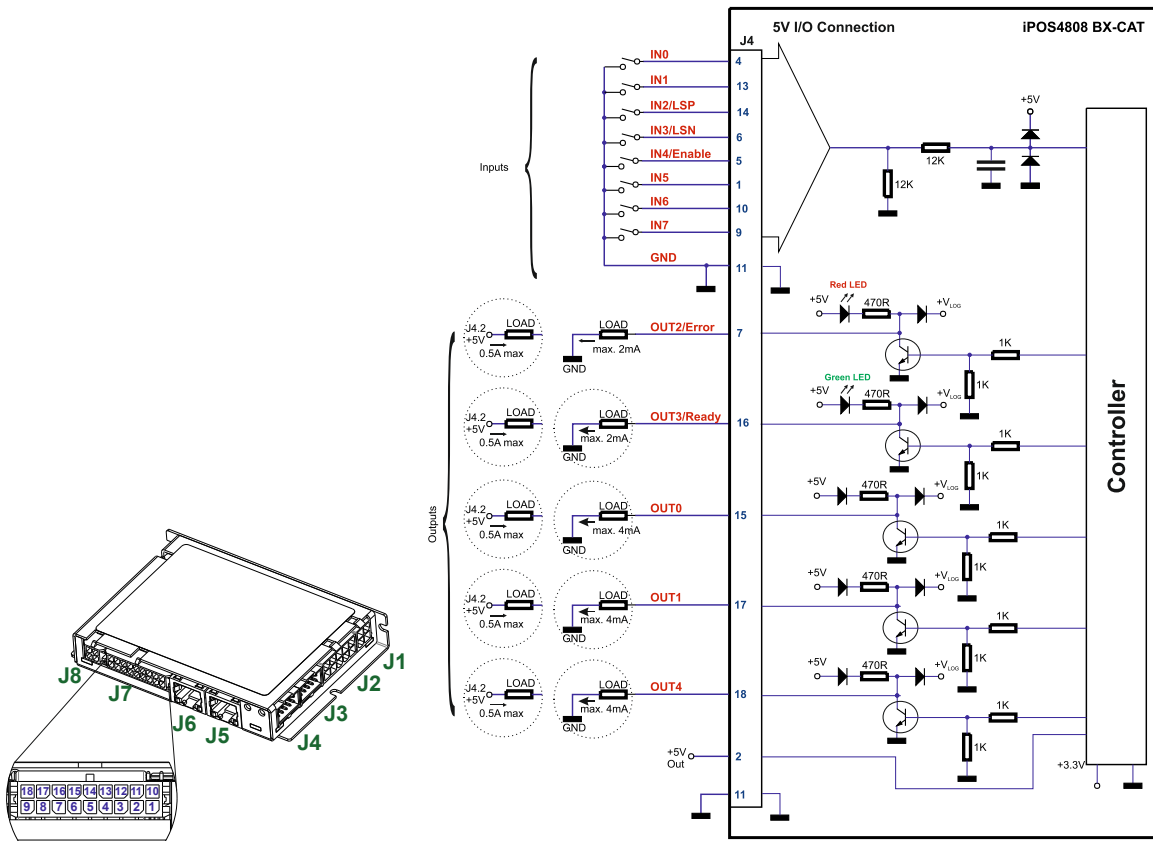 5V I/O Connection
iPOS4808 BX-CAT
J4
Inputs
IN0
4
IN1
13
IN2/LSP
14
IN3/LSN
6
IN4/Enable
5
IN5
1
IN6
10
IN7
9
GND
11
+5V
12K
12K
Controller
Outputs
J4.2
+5V
LOAD
0.5A max
LOAD
max. 2mA
GND
OUT2/Error
7
Red LED
+5V
470R
+VLOG
1K
1K
J4.2
+5V
LOAD
0.5A max
LOAD
max. 2mA
GND
OUT3/Ready
16
Green LED
+5V
470R
+VLOG
1K
1K
J4.2
+5V
LOAD
0.5A max
LOAD
max. 4mA
GND
OUT0
15
+5V
470R
+VLOG
1K
1K
J4.2
+5V
LOAD
0.5A max
LOAD
max. 4mA
GND
OUT1
17
+5V
470R
+VLOG
1K
1K
J4.2
+5V
LOAD
0.5A max
LOAD
max. 4mA
GND
OUT4
18
+5V
470R
+VLOG
1K
1K
+5V
Out
2
+3.3V
11
J1
J2
J3
J4
J5
J6
J7
J8
18 17 16 15 14 13 12 11 10
9 8 7 6 5 4 3 2 1